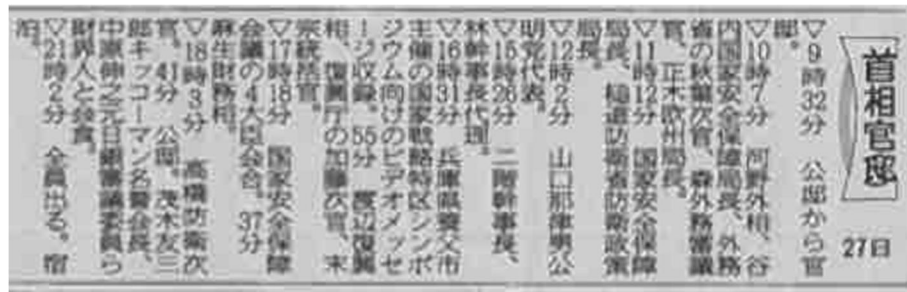 首相官邸
27日
▽9時32分 公邸から官
邸。
▽10時7分 河野外相、谷
内国家安全保障局長、外務
省の秋葉次官、森外務審議
官、正木欧州局長。
▽11時12分 国家安全保障
局長、槌道防衛省防衛政策
局長。
▽12時2分 山口那津男公
明党代表。
▽15時26分 二階幹事長、
林幹事長代理。
▽16時31分 兵庫県養父市
主催の国家戦略特区シンポ
ジウム向けのビデオメッセ
ージ収録。55分 渡辺復興
相、復興庁の加藤次官、末
宗統括官。
▽17時18分 国家安全保障
会議の4大臣会合。37分
麻生財務相。
▽18時3分 高橋防衛次
官。41分 公邸。茂木友三
郎キッコーマン名誉会長、
中原伸之元日銀審議委員ら
財界人と会食。
▽21時2分 全員出る。宿
泊。